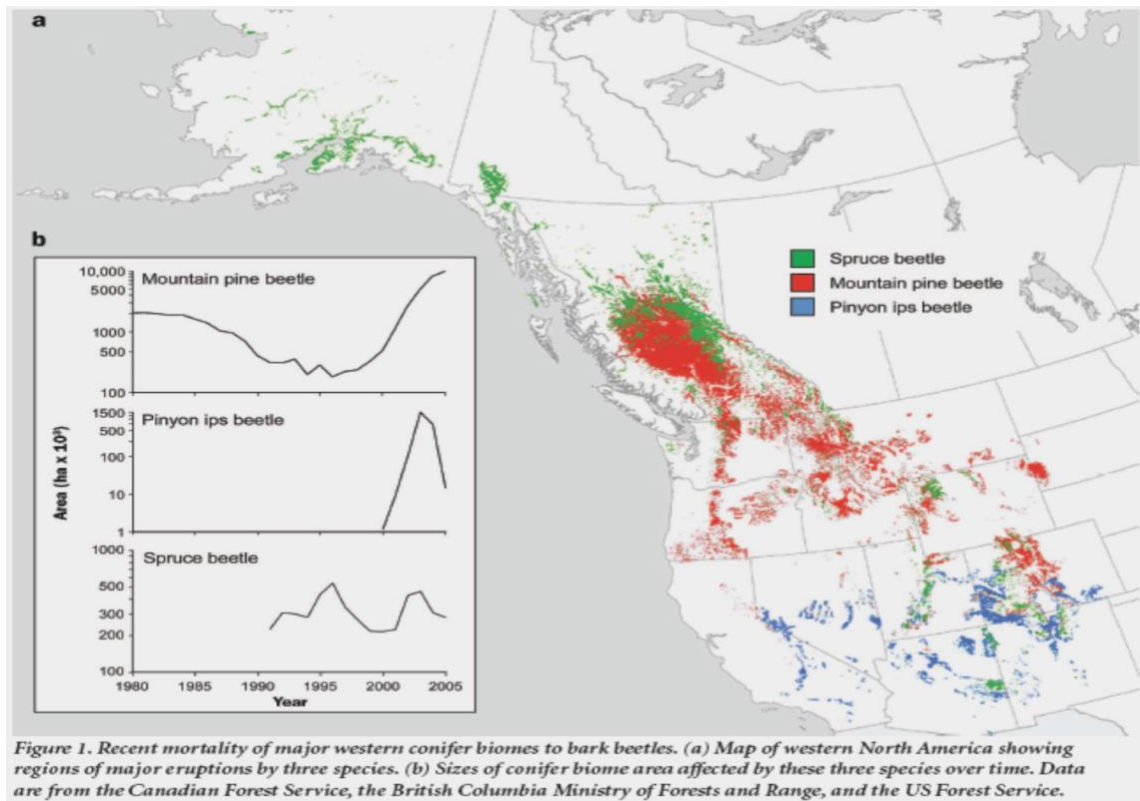 a
b
Spruce beetle
Mountain pine beetle
Pinyon ips beetle
Mountain pine beetle
10,000
5000
1000
500
100
Pinyon ips beetle
1500
500
100
10
1
Area (ha x 10³)
Spruce beetle
1000
500
300
200
100
1980 1985 1990 1995 2000 2005
Year
Figure 1. Recent mortality of major western conifer biomes to bark beetles. (a) Map of western North America showing
regions of major eruptions by three species. (b) Sizes of conifer biome area affected by these three species over time. Data
are from the Canadian Forest Service, the British Columbia Ministry of Forests and Range, and the US Forest Service.